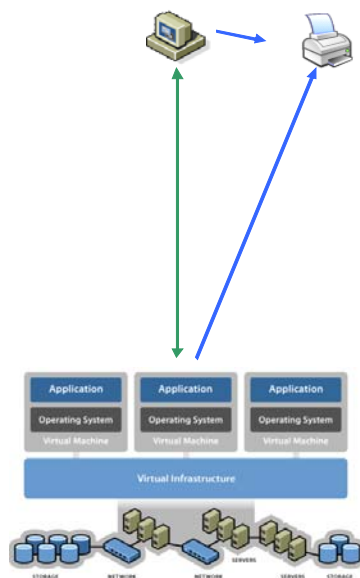 Application Application Application
Operating System Operating System Operating System
Virtual Machine Virtual Machine Virtual Machine
Virtual Infrastructure
SERVERS
STORAGE NETWORK NETWORK SERVERS STORAGE